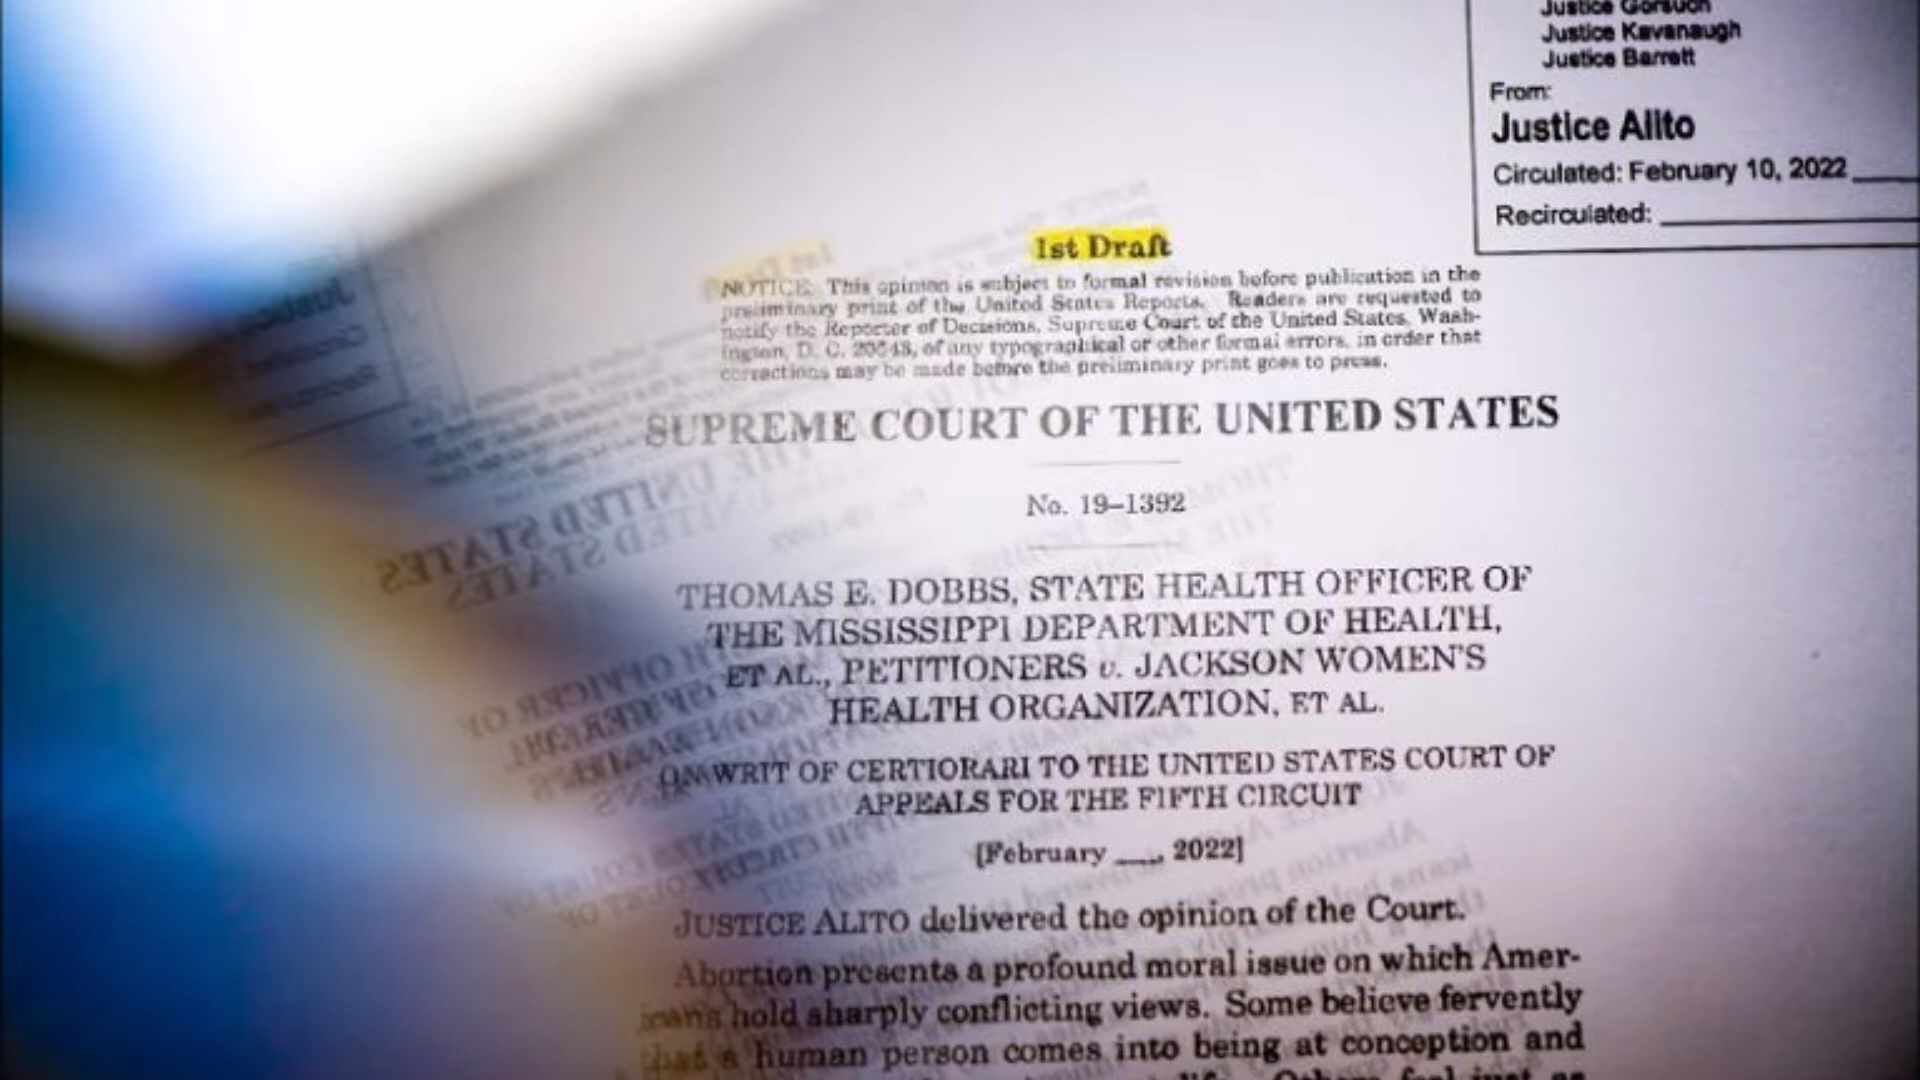 Justice Gorsuch
Justice Kavanaugh
Justice Barrett
From:
Justice Alito
Circulated: February 10, 2022
Recirculated:
1st Draft
NOTICE: This opinion is subject to formal revision before publication in the
preliminary print of the United States Reports. Readers are requested to
notify the Reporter of Decisions, Supreme Court of the United States, Wash-
ington, D. C. 20543, of any typographical or other formal errors, in order that
corrections may be made before the preliminary print goes to press.
SUPREME COURT OF THE UNITED STATES
No. 19–1392
THOMAS E. DOBBS, STATE HEALTH OFFICER OF
THE MISSISSIPPI DEPARTMENT OF HEALTH,
ET AL., PETITIONERS v. JACKSON WOMEN'S
HEALTH ORGANIZATION, ET AL.
ON WRIT OF CERTIORARI TO THE UNITED STATES COURT OF
APPEALS FOR THE FIFTH CIRCUIT
[February ___, 2022]
JUSTICE ALITO delivered the opinion of the Court.
Abortion presents a profound moral issue on which Amer-
icans hold sharply conflicting views. Some believe fervently
that a human person comes into being at conception and